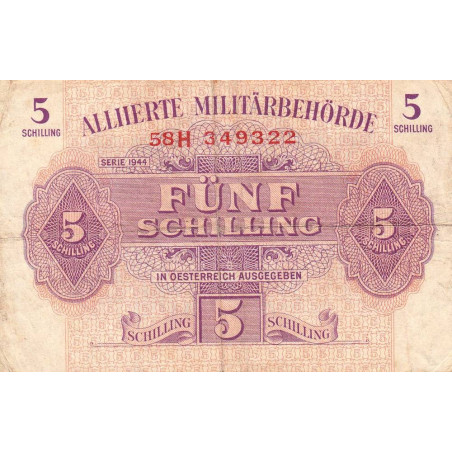 5 SCHILLING
ALLIIERTE MILITÄRBEHÖRDE
5 SCHILLING
58H 349322
SERIE 1944
FÜNF
SCHILLING
5 SCHILLING
5 SCHILLING
IN OESTERREICH AUSGEGEBEN
SCHILLING 5 SCHILLING